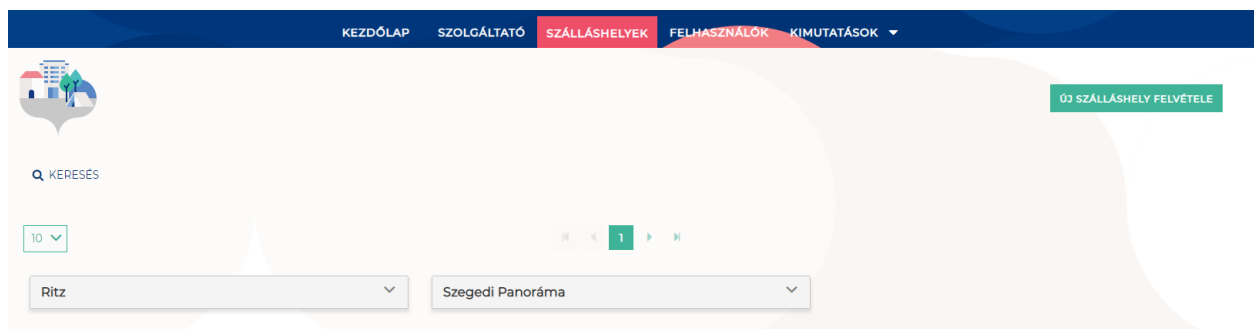 KEZDŐLAP SZOLGÁLTATÓ SZÁLLÁSHELYEK FELHASZNÁLÓK KIMUTATÁSOK
ÚJ SZÁLLÁSHELY FELVÉTELE
KERESÉS
10 1
Ritz Szegedi Panoráma